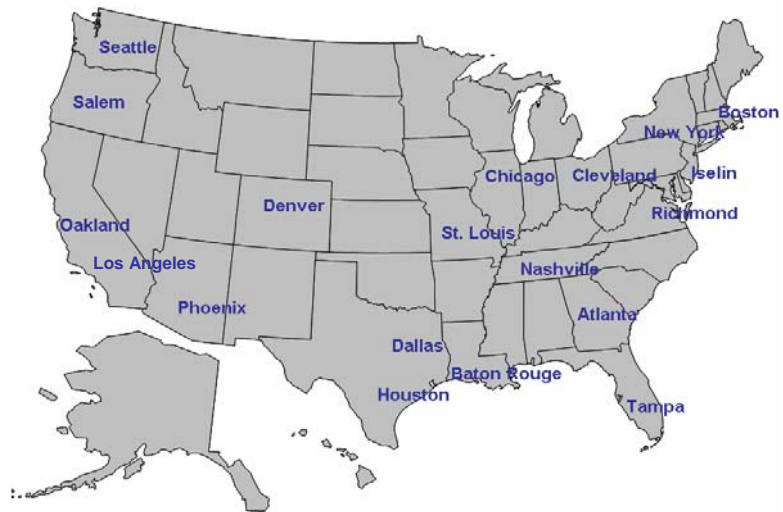 Seattle
Salem
Boston
New York
Chicago
Cleveland
Iselin
Denver
Richmond
Oakland
St. Louis
Los Angeles
Nashville
Phoenix
Atlanta
Dallas
Baton Rouge
Houston
Tampa